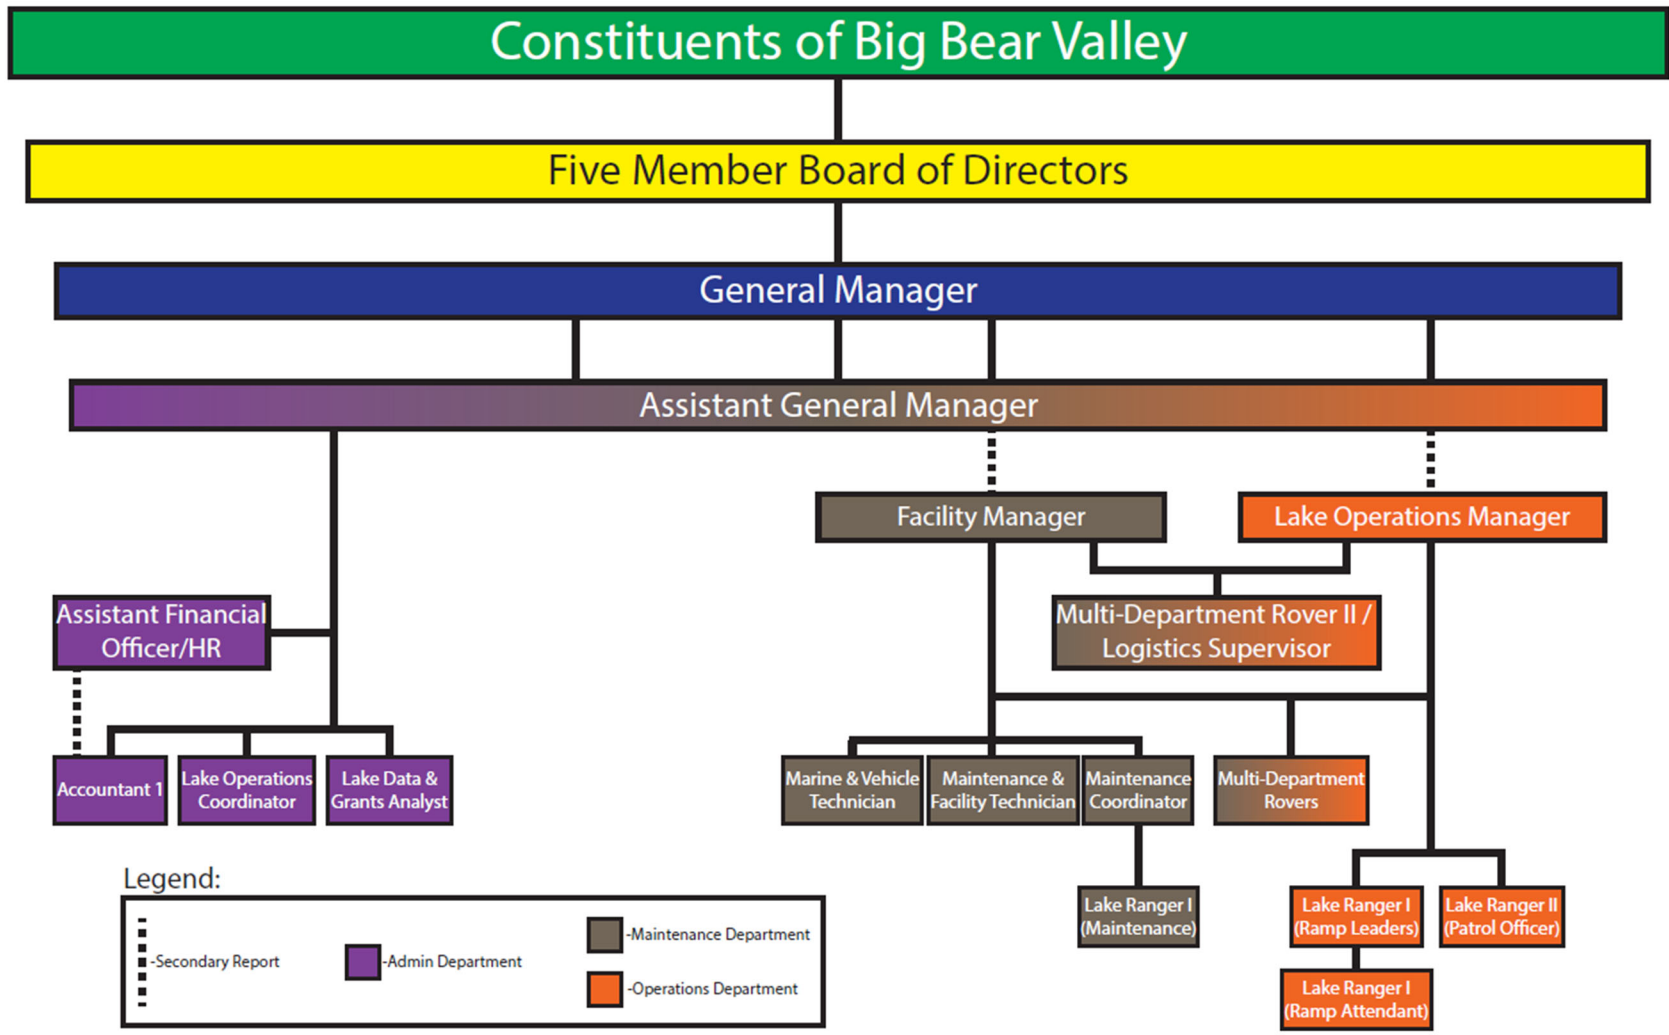 Constituents of Big Bear Valley
Five Member Board of Directors
General Manager
Assistant General Manager
Facility Manager
Lake Operations Manager
Assistant Financial
Officer/HR
Multi-Department Rover II /
Logistics Supervisor
Accountant 1
Lake Operations
Coordinator
Lake Data &
Grants Analyst
Marine & Vehicle
Technician
Maintenance &
Facility Technician
Maintenance
Coordinator
Multi-Department
Rovers
Lake Ranger I
(Maintenance)
Lake Ranger I
(Ramp Leaders)
Lake Ranger II
(Patrol Officer)
Lake Ranger I
(Ramp Attendant)
Legend:
-Secondary Report
-Admin Department
-Maintenance Department
-Operations Department